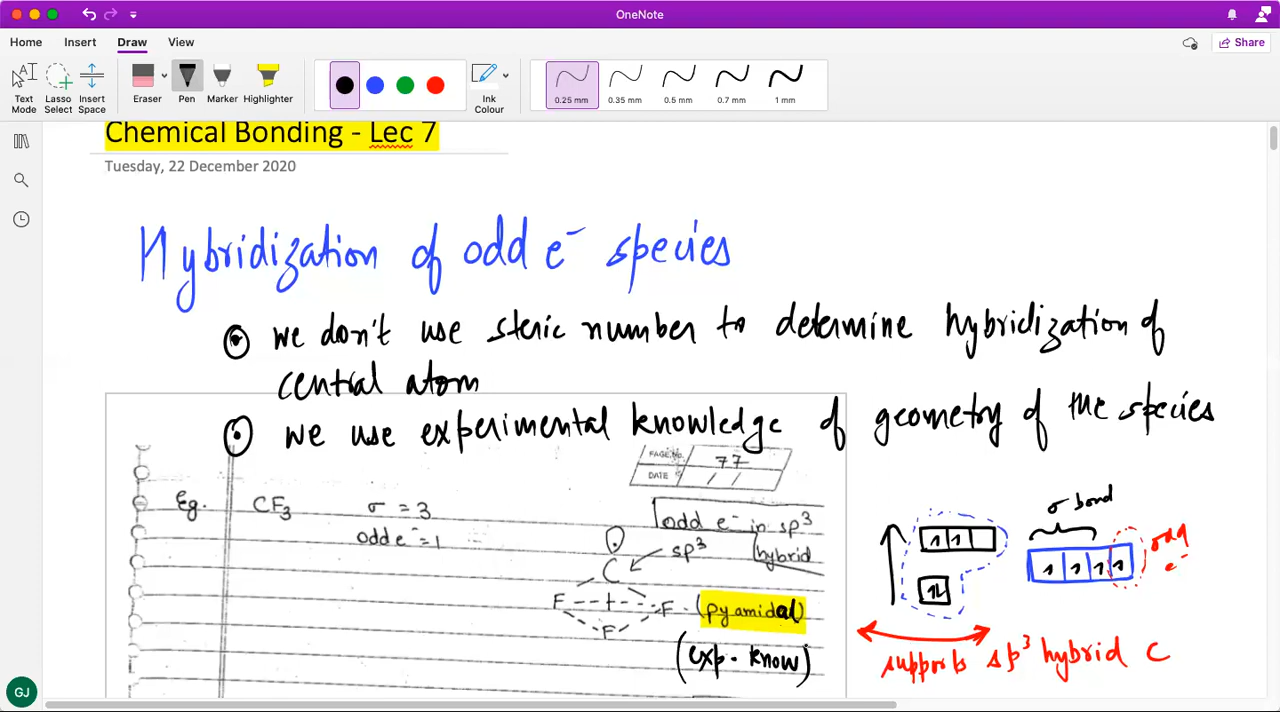 OneNote
Home Insert Draw View
Share
Text Mode
Lasso Select
Insert Space
Eraser
Pen
Marker
Highlighter
Ink Colour
0.25 mm
0.35 mm
0.5 mm
0.7 mm
1 mm
Chemical Bonding - Lec 7
Tuesday, 22 December 2020
Hybridization of odd e⁻ species
we don't use steric number to determine hybridization of
central atom
we use experimental knowledge of geometry of the species
PAGE No. 77
DATE / /
Eg. CF₃ σ = 3
odd e⁻ = 1
odd e⁻ in sp³
hybrid
sp³
C
F F
F
(pyamidal)
(exp. know)
σ bond
odd
e⁻
supports sp³ hybrid C
GJ